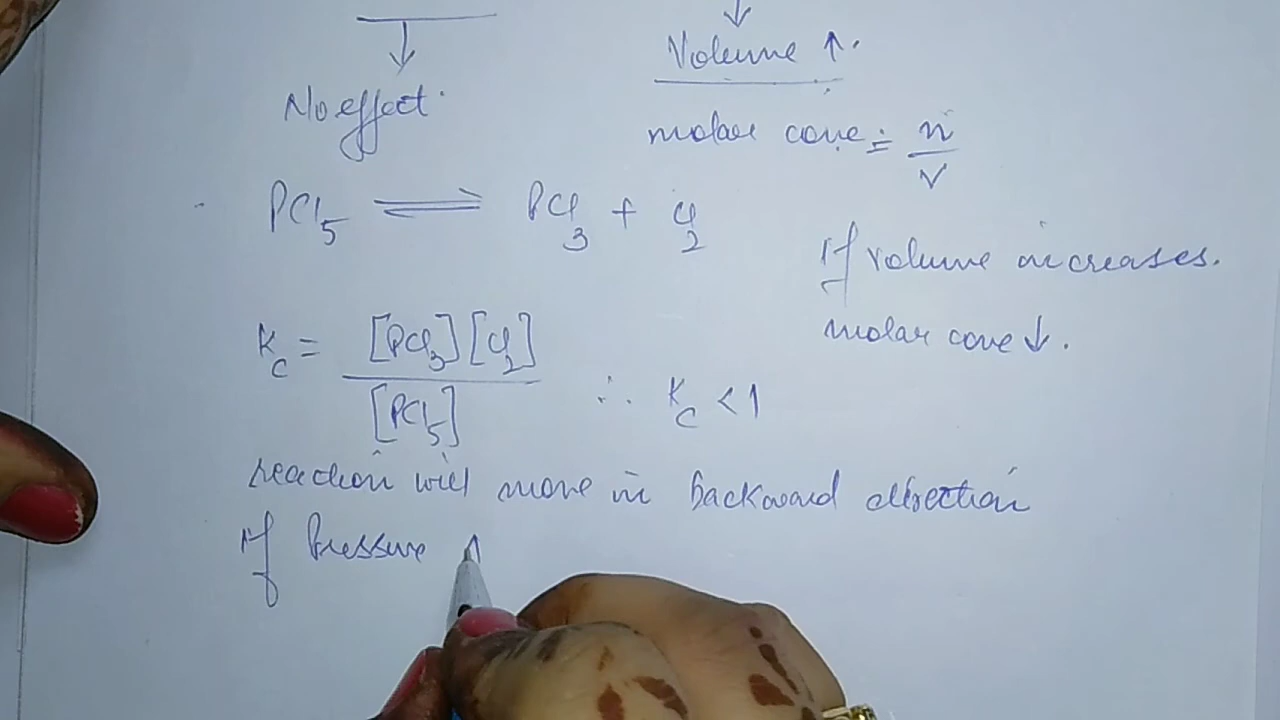 Volume ↑.
No effect.
molar conc = n/V
PCl5 ⇌ PCl3 + Cl2
If volume increases.
molar conc ↓.
Kc = [PCl3][Cl2]/[PCl5] ∴ Kc < 1
reaction will move in backward direction
If Pressure ↑